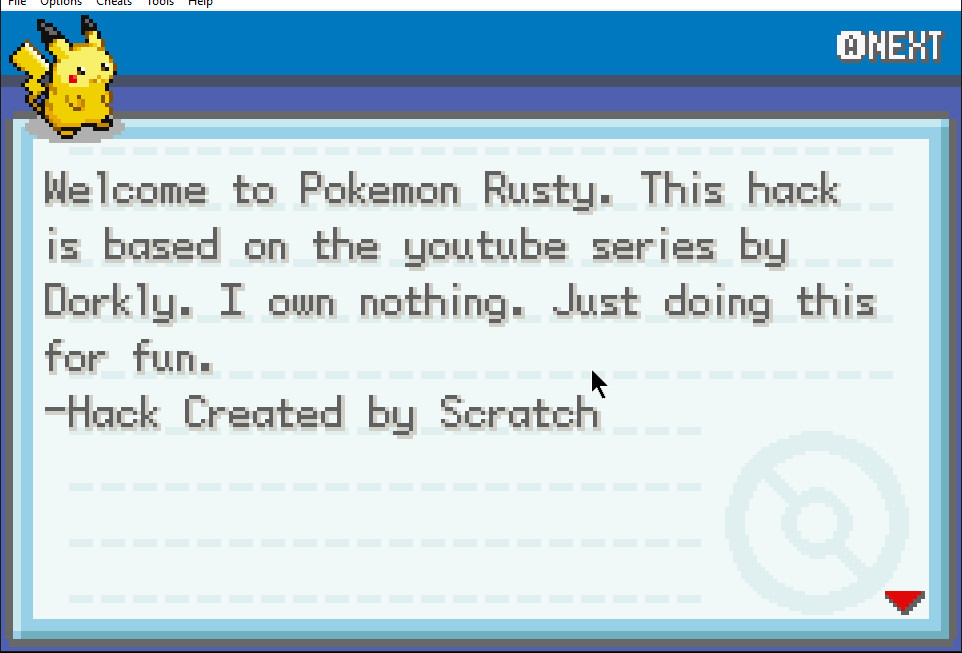 File Options Cheats Tools Help
A NEXT
Welcome to Pokemon Rusty. This hack
is based on the youtube series by
Dorkly. I own nothing. Just doing this
for fun.
-Hack Created by Scratch